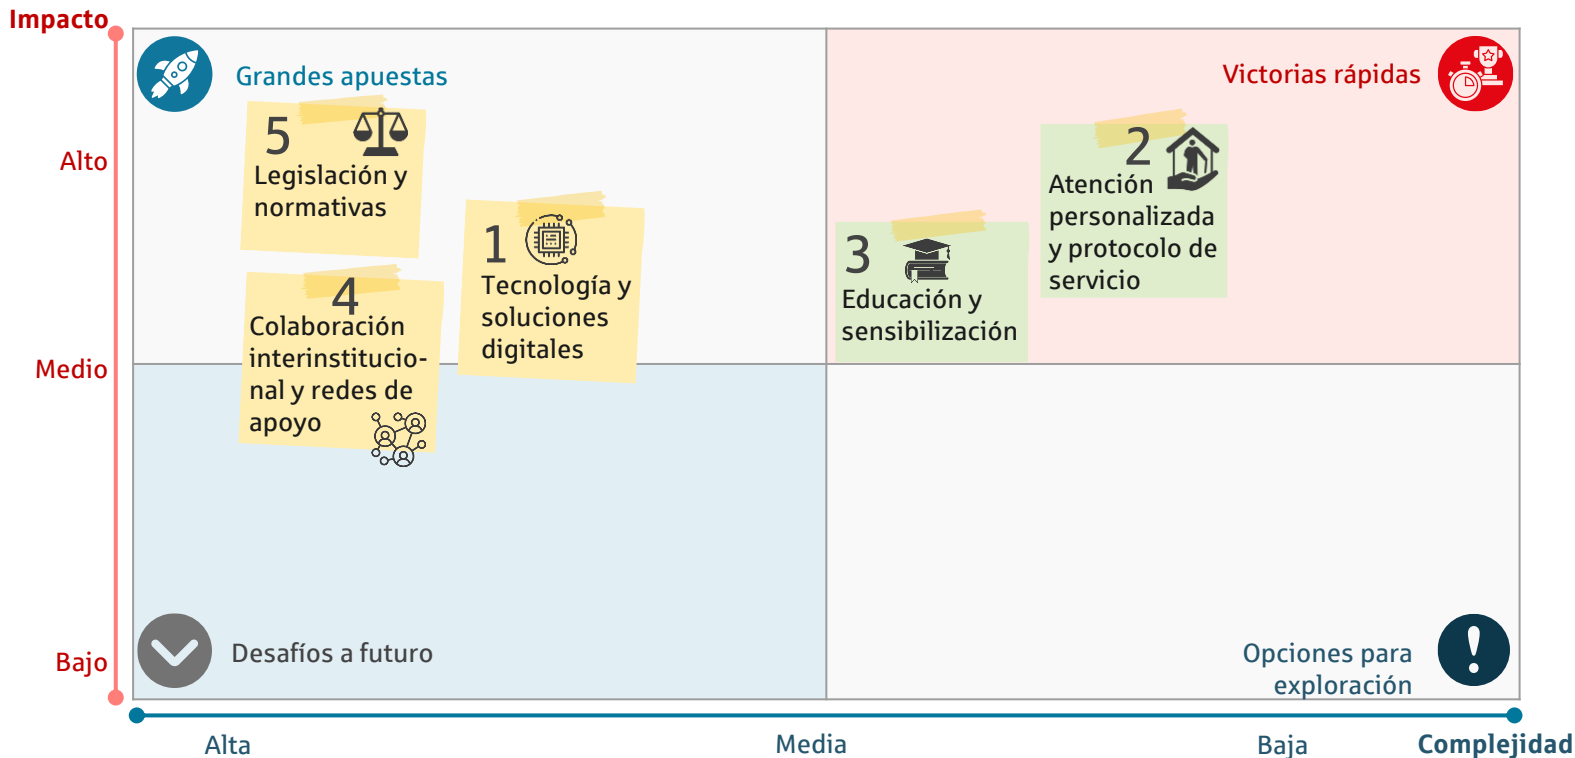 Impacto
Grandes apuestas
Victorias rápidas
Alto
Medio
Bajo
5
Legislación y
normativas
1
Tecnología y
soluciones
digitales
4
Colaboración
interinstitucio-
nal y redes de
apoyo
3
Educación y
sensibilización
2
Atención
personalizada
y protocolo de
servicio
Desafíos a futuro
Opciones para
exploración
Alta
Media
Baja
Complejidad